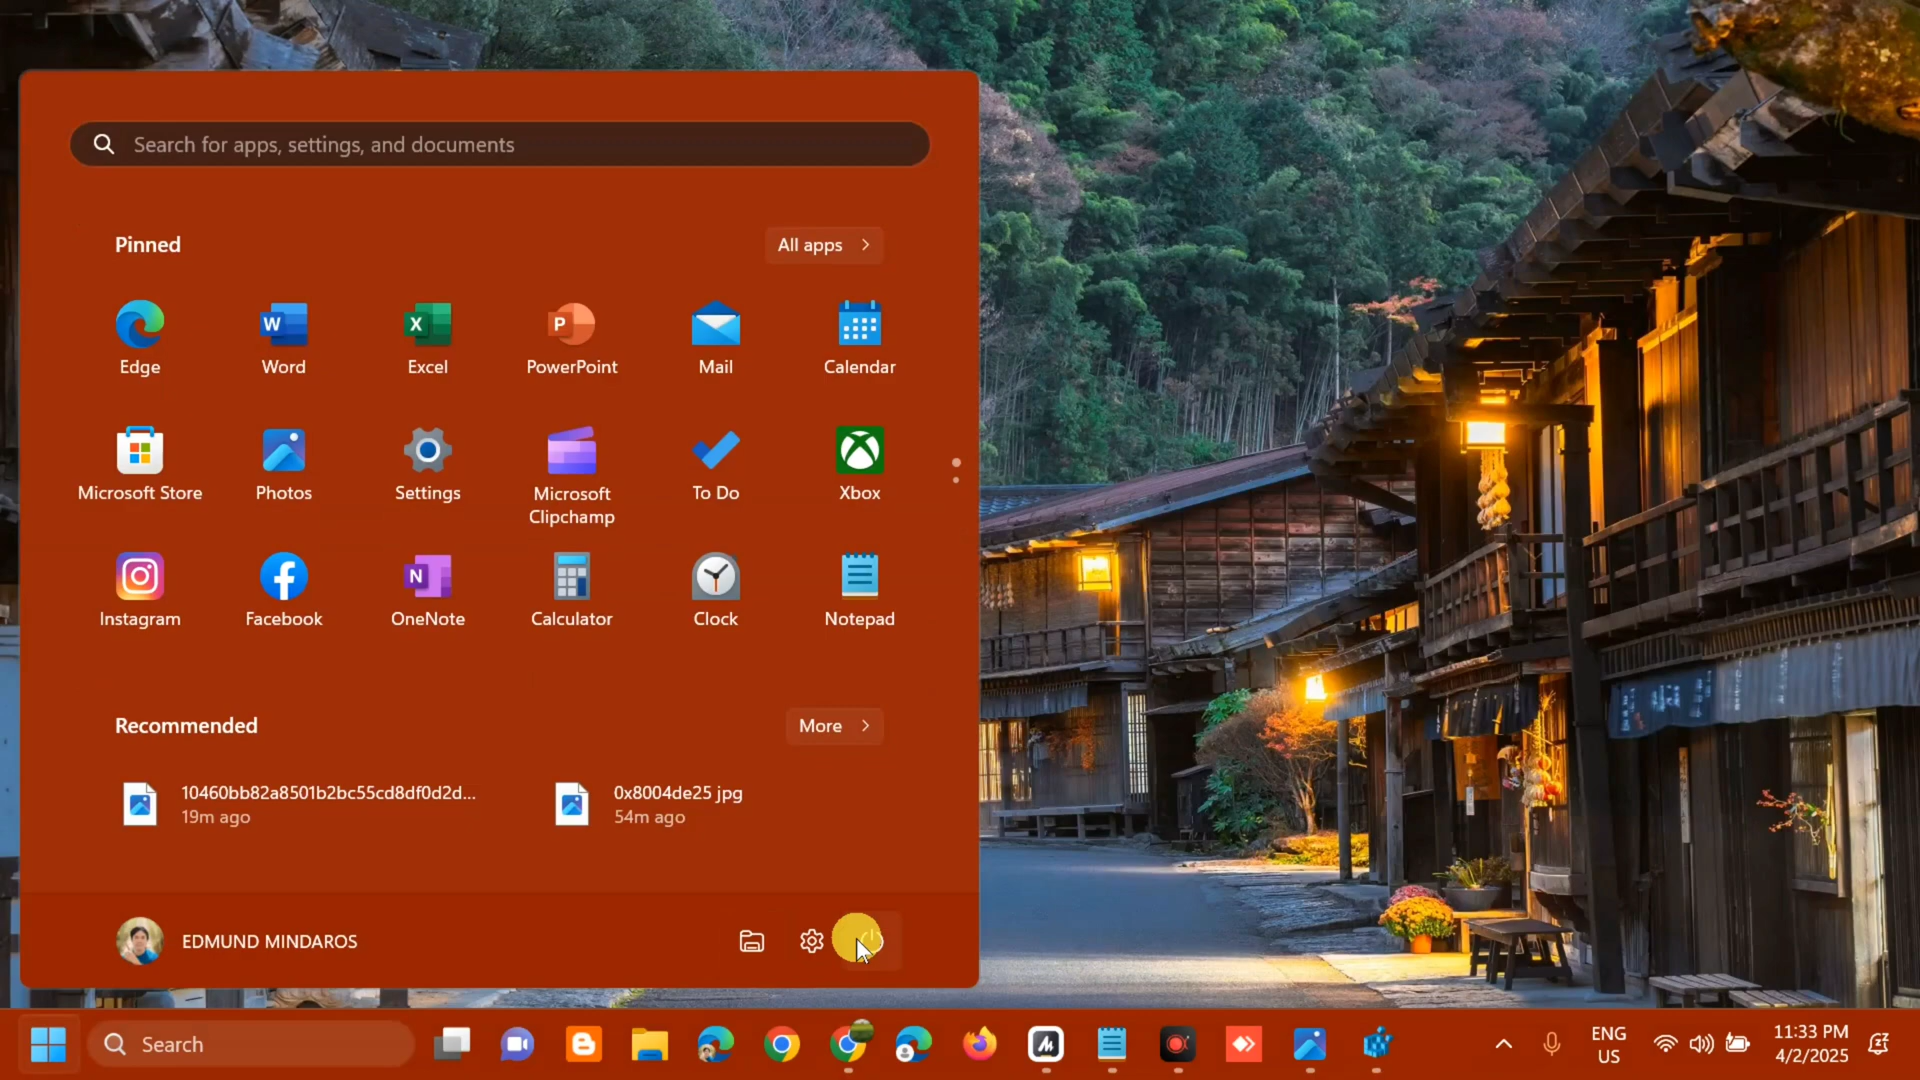 Search for apps, settings, and documents
Pinned
All apps
Edge
Word
Excel
PowerPoint
Mail
Calendar
Microsoft Store
Photos
Settings
Microsoft
Clipchamp
To Do
Xbox
Instagram
Facebook
OneNote
Calculator
Clock
Notepad
Recommended
More
10460bb82a8501b2bc55cd8df0d2d...
19m ago
0x8004de25 jpg
54m ago
EDMUND MINDAROS
Search
ENG
US
11:33 PM
4/2/2025